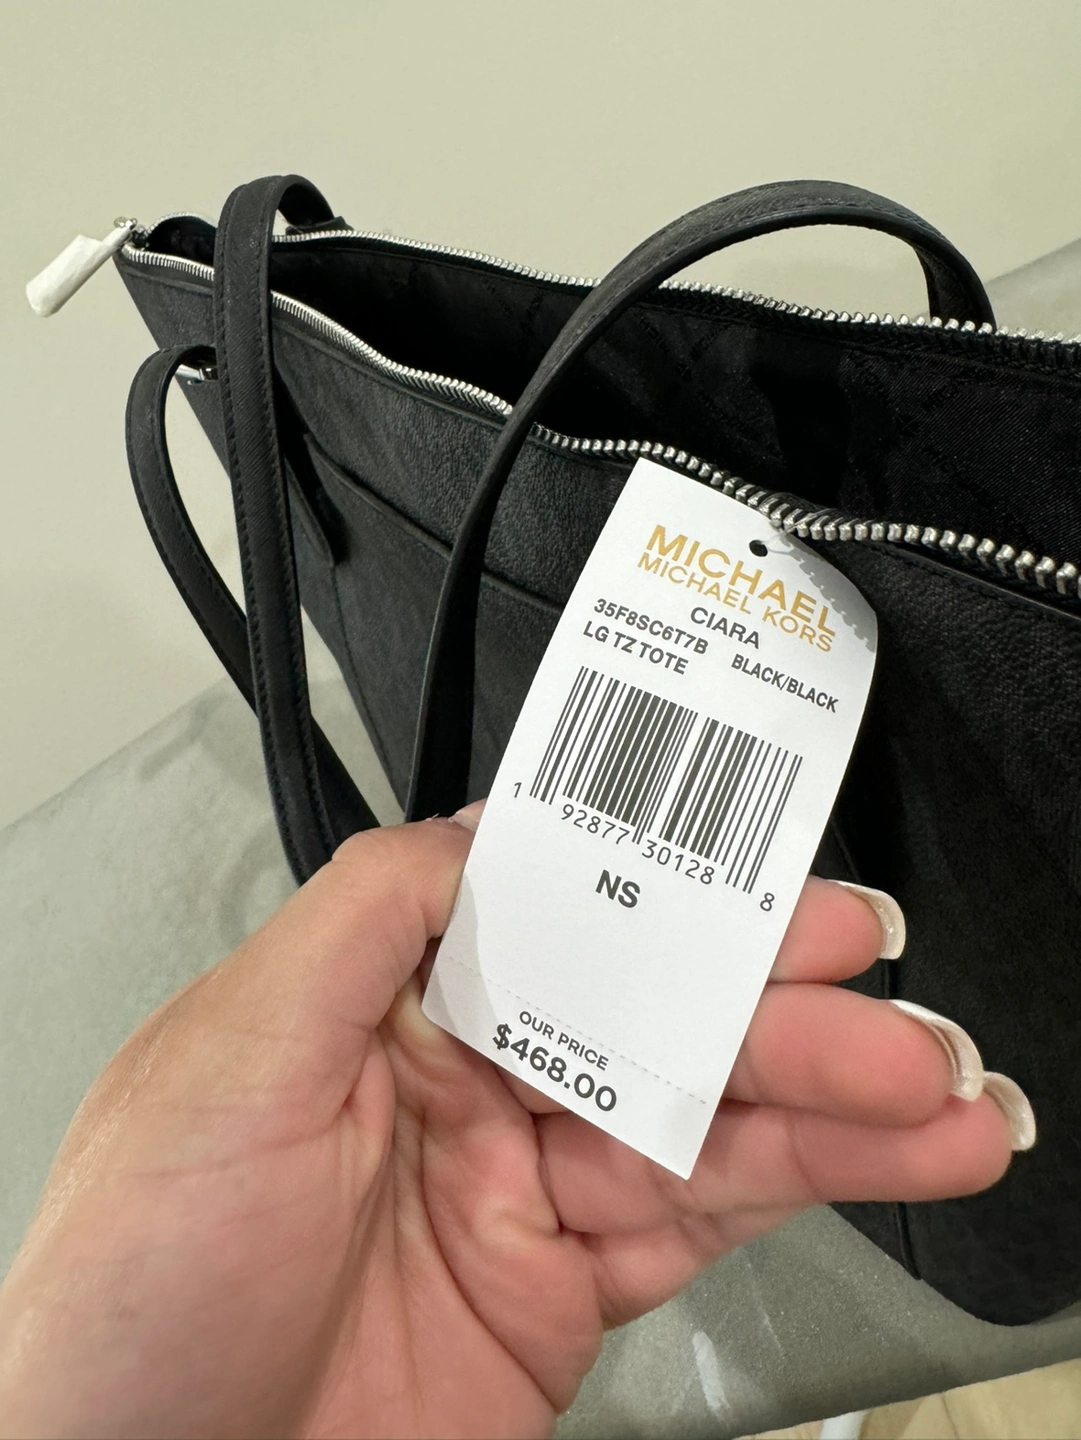 MICHAEL
MICHAEL KORS
CIARA
35F8SC6T7B BLACK/BLACK
LG TZ TOTE
1 92877 30128 8
NS
OUR PRICE
$468.00